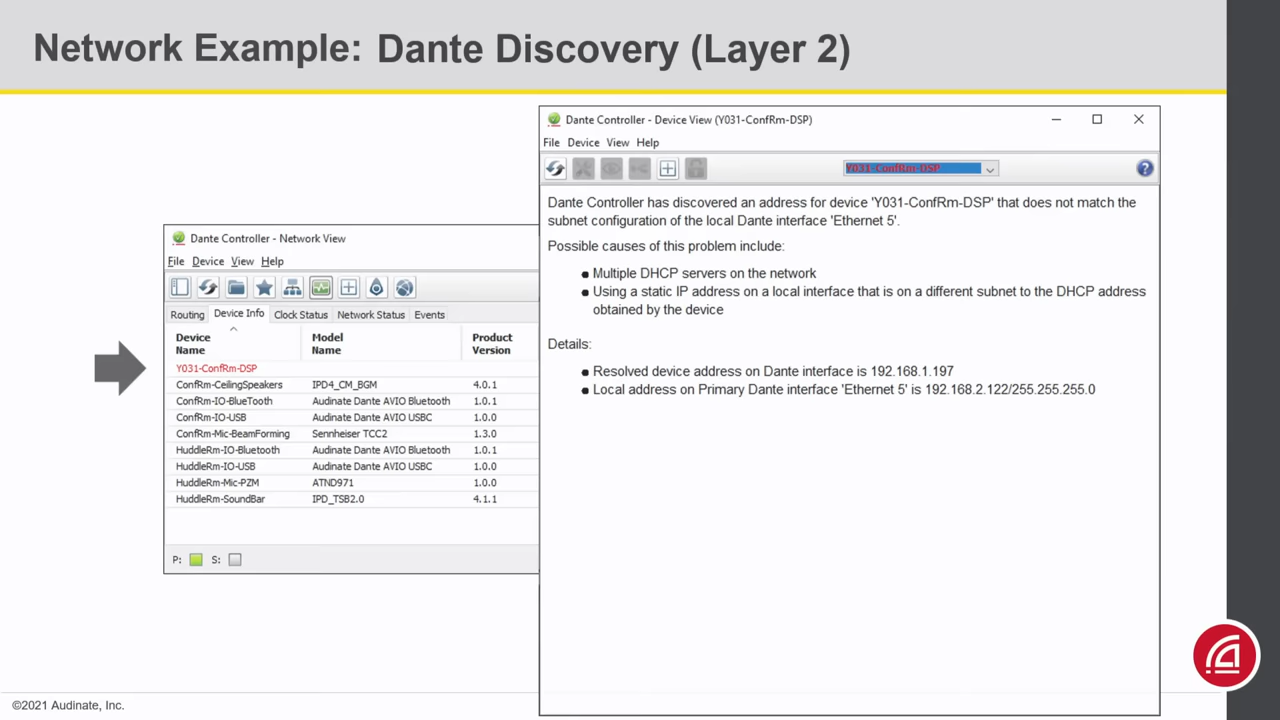 Network Example: Dante Discovery (Layer 2)
Dante Controller - Device View (Y031-ConfRm-DSP)
File Device View Help
Y031-ConfRm-DSP
Dante Controller has discovered an address for device 'Y031-ConfRm-DSP' that does not match the
subnet configuration of the local Dante interface 'Ethernet 5'.
Possible causes of this problem include:
● Multiple DHCP servers on the network
● Using a static IP address on a local interface that is on a different subnet to the DHCP address
obtained by the device
Details:
● Resolved device address on Dante interface is 192.168.1.197
● Local address on Primary Dante interface 'Ethernet 5' is 192.168.2.122/255.255.255.0
Dante Controller - Network View
File Device View Help
Routing Device Info Clock Status Network Status Events
Device Name Model Name Product Version
Y031-ConfRm-DSP
ConfRm-CeilingSpeakers IPD4_CM_BGM 4.0.1
ConfRm-IO-BlueTooth Audinate Dante AVIO Bluetooth 1.0.1
ConfRm-IO-USB Audinate Dante AVIO USBC 1.0.0
ConfRm-Mic-BeamForming Sennheiser TCC2 1.3.0
HuddleRm-IO-Bluetooth Audinate Dante AVIO Bluetooth 1.0.1
HuddleRm-IO-USB Audinate Dante AVIO USBC 1.0.0
HuddleRm-Mic-PZM ATND971 1.0.0
HuddleRm-SoundBar IPD_TSB2.0 4.1.1
P: S:
©2021 Audinate, Inc.